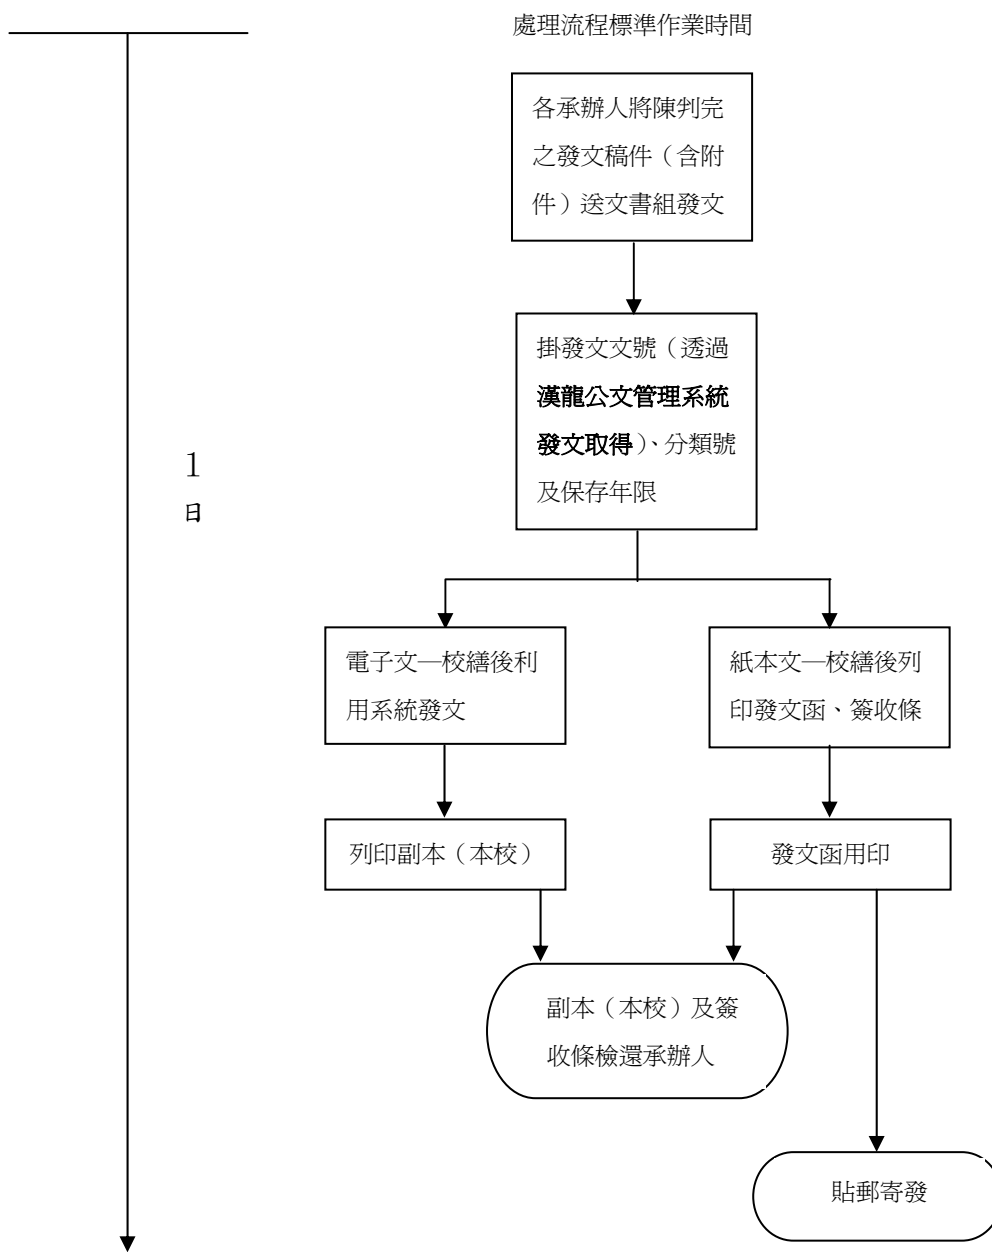 處理流程標準作業時間
各承辦人將陳判完
之發文稿件（含附
件）送文書組發文
掛發文文號（透過
漢龍公文管理系統
發文取得）、分類號
及保存年限
1
日
電子文—校繕後利
用系統發文
紙本文—校繕後列
印發文函、簽收條
列印副本（本校）
發文函用印
副本（本校）及簽
收條檢還承辦人
貼郵寄發